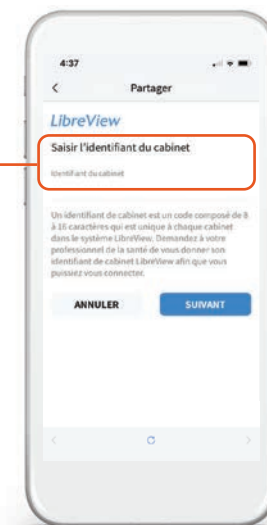 4:37
Partager
LibreView
Saisir l'identifiant du cabinet
Identifiant du cabinet
Un identifiant de cabinet est un code composé de 8
à 16 caractères qui est unique à chaque cabinet
dans le système LibreView. Demandez à votre
professionnel de la santé de vous donner son
identifiant de cabinet LibreView afin que vous
puissiez vous connecter.
ANNULER SUIVANT